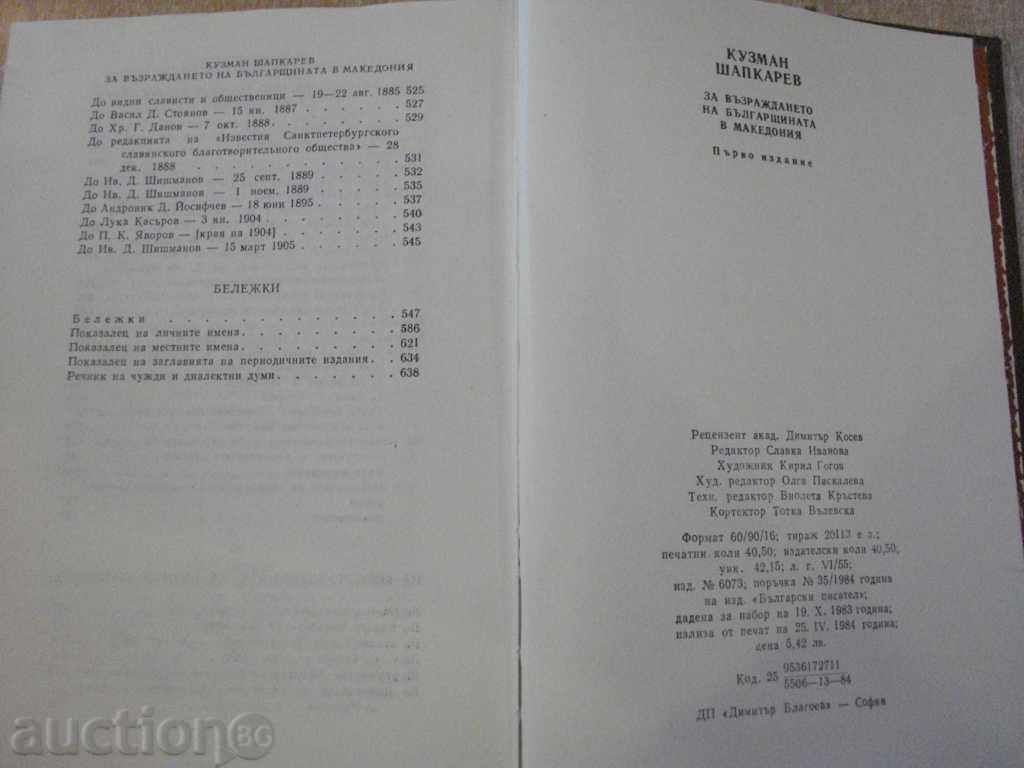 КУЗМАН ШАПКАРЕВ
ЗА ВЪЗРАЖДАНЕТО НА БЪЛГАРЩИНАТА В МАКЕДОНИЯ
До видни слависти и общественици — 19—22 авг. 1885 525
До Васил Д. Стоянов — 15 ян. 1887 . . . . . . . 527
До Хр. Г. Данов — 7 окт. 1888 . . . . . . . . 529
До редакцията на «Известия Санктпетербургского
славянского благотворительного общества» — 28
дек. 1888 . . . . . . . . . . . . . 531
До Ив. Д. Шишманов — 25 септ. 1889 . . . . . . 532
До Ив. Д. Шишманов — 1 ноем. 1889 . . . . . . 535
До Андроник Д. Йосифчев — 18 юни 1895 . . . . . 537
До Лука Касъров — 3 ян. 1904 . . . . . . . . 540
До П. К. Яворов — [края на 1904] . . . . . . . 543
До Ив. Д. Шишманов — 15 март 1905 . . . . . . 545
БЕЛЕЖКИ
Бележки . . . . . . . . . . . . . 547
Показалец на личните имена . . . . . . . . . 586
Показалец на местните имена . . . . . . . . . 621
Показалец на заглавията на периодичните издания . . 634
Речник на чужди и диалектни думи . . . . . . . 638
КУЗМАН
ШАПКАРЕВ
ЗА ВЪЗРАЖДАНЕТО
НА БЪЛГАРЩИНАТА
В МАКЕДОНИЯ
Първо издание
Рецензент акад. Димитър Косев
Редактор Славка Иванова
Художник Кирил Гогов
Худ. редактор Олга Паскалева
Техн. редактор Виолета Кръстева
Коректор Тотка Вълевска
Формат 60/90/16; тираж 20113 екз.;
печатни коли 40,50; издателски коли 40,50;
уик. 42,15; л. г. VI/55;
изд. № 6073; поръчка № 35/1984 година
на изд. «Български писател»;
дадена за набор на 19. X. 1983 година;
излиза от печат на 25. IV. 1984 година;
цена 5,42 лв.
Код. 25 9536172711
5506—13—84
ДП «Димитър Благоев» — София
auction BG